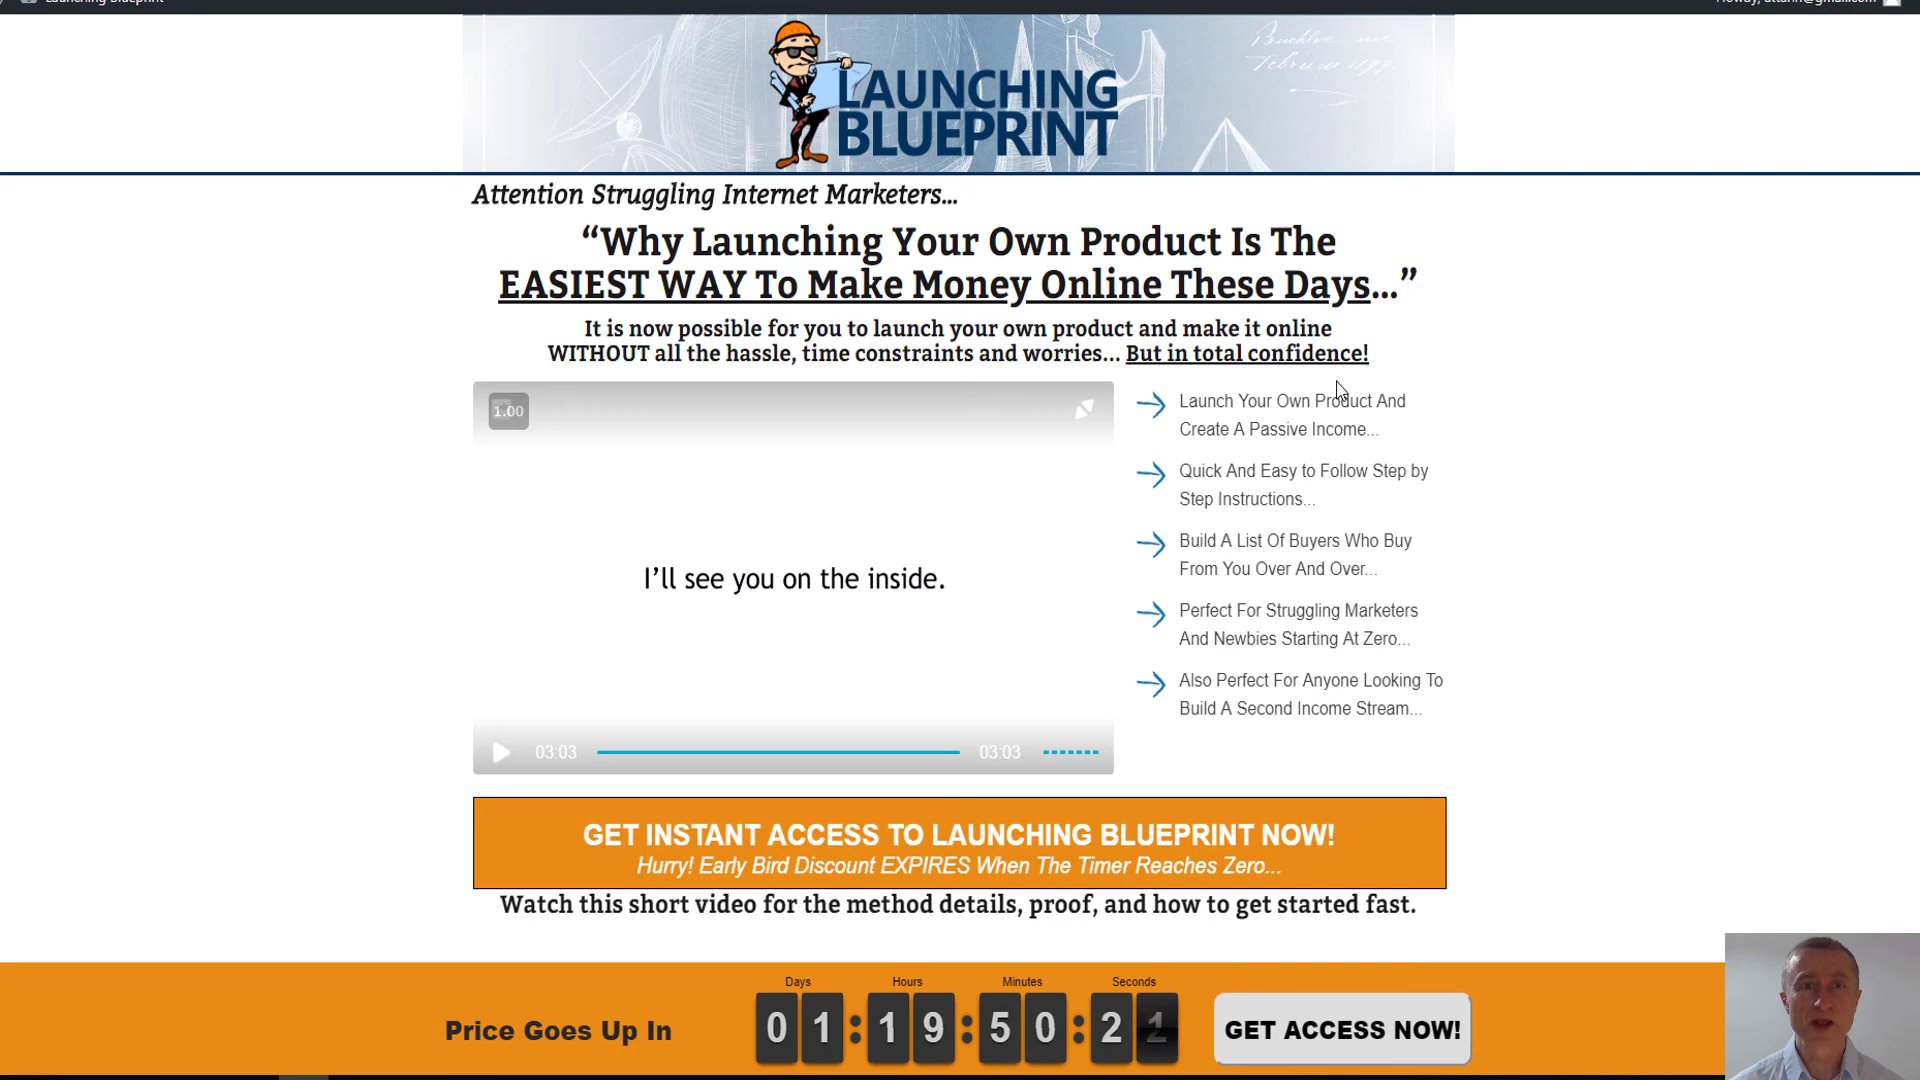 Launching Blueprint
LAUNCHING
BLUEPRINT
Attention Struggling Internet Marketers...
“Why Launching Your Own Product Is The
EASIEST WAY To Make Money Online These Days...”
It is now possible for you to launch your own product and make it online
WITHOUT all the hassle, time constraints and worries... But in total confidence!
1.00
I’ll see you on the inside.
03:03
03:03
Launch Your Own Product And
Create A Passive Income...
Quick And Easy to Follow Step by
Step Instructions...
Build A List Of Buyers Who Buy
From You Over And Over...
Perfect For Struggling Marketers
And Newbies Starting At Zero...
Also Perfect For Anyone Looking To
Build A Second Income Stream...
GET INSTANT ACCESS TO LAUNCHING BLUEPRINT NOW!
Hurry! Early Bird Discount EXPIRES When The Timer Reaches Zero...
Watch this short video for the method details, proof, and how to get started fast.
Price Goes Up In
Days Hours Minutes Seconds
01:19:50:2
GET ACCESS NOW!